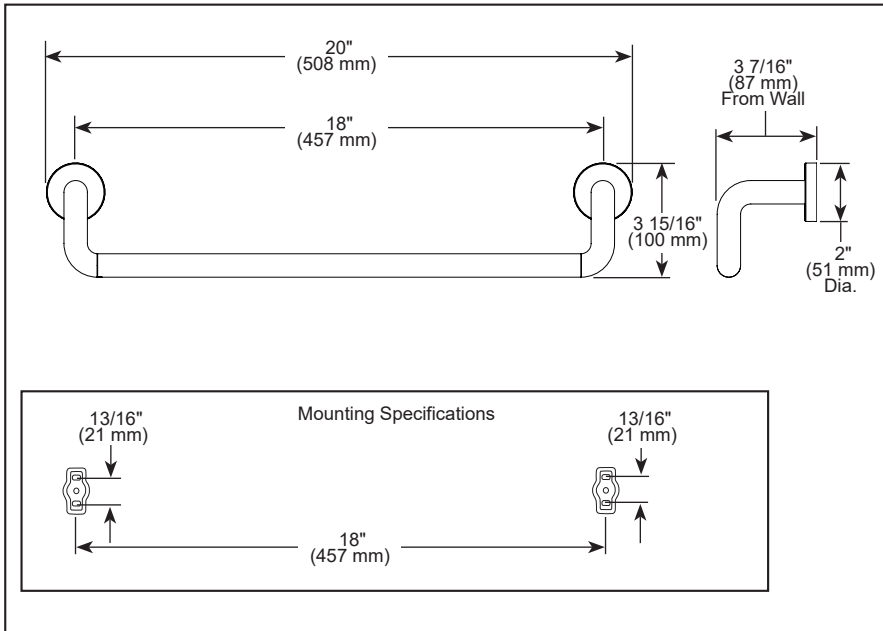 20"
(508 mm)
18"
(457 mm)
3 7/16"
(87 mm)
From Wall
3 15/16"
(100 mm)
2"
(51 mm)
Dia.
Mounting Specifications
13/16"
(21 mm)
13/16"
(21 mm)
18"
(457 mm)